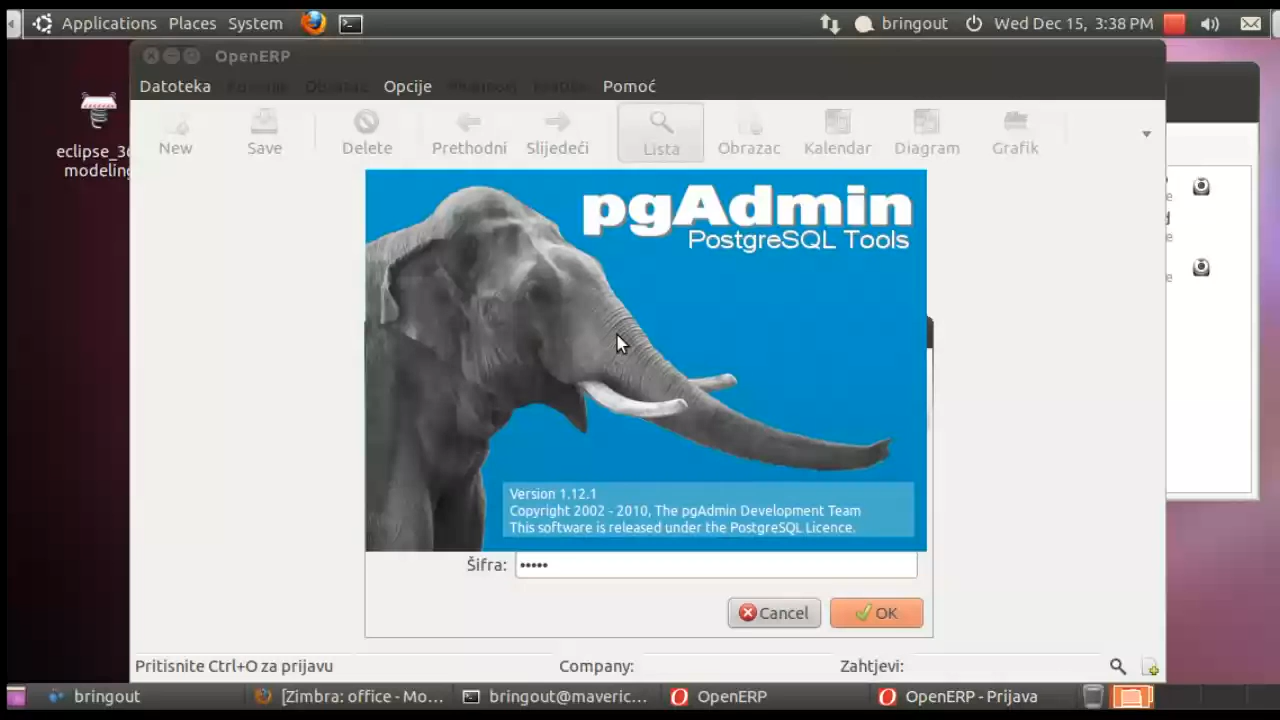 Applications Places System bringout Wed Dec 15, 3:38 PM
OpenERP
Datoteka Opcije Pomoć
eclipse_3
modeling
New Save Delete Prethodni Slijedeći Lista Obrazac Kalendar Diagram Grafik
pgAdmin
PostgreSQL Tools
Version 1.12.1
Copyright 2002 - 2010, The pgAdmin Development Team
This software is released under the PostgreSQL Licence.
Šifra: •••••
Cancel OK
Pritisnite Ctrl+O za prijavu Company: Zahtjevi:
bringout [Zimbra: office - Mo... bringout@maveric... OpenERP OpenERP - Prijava